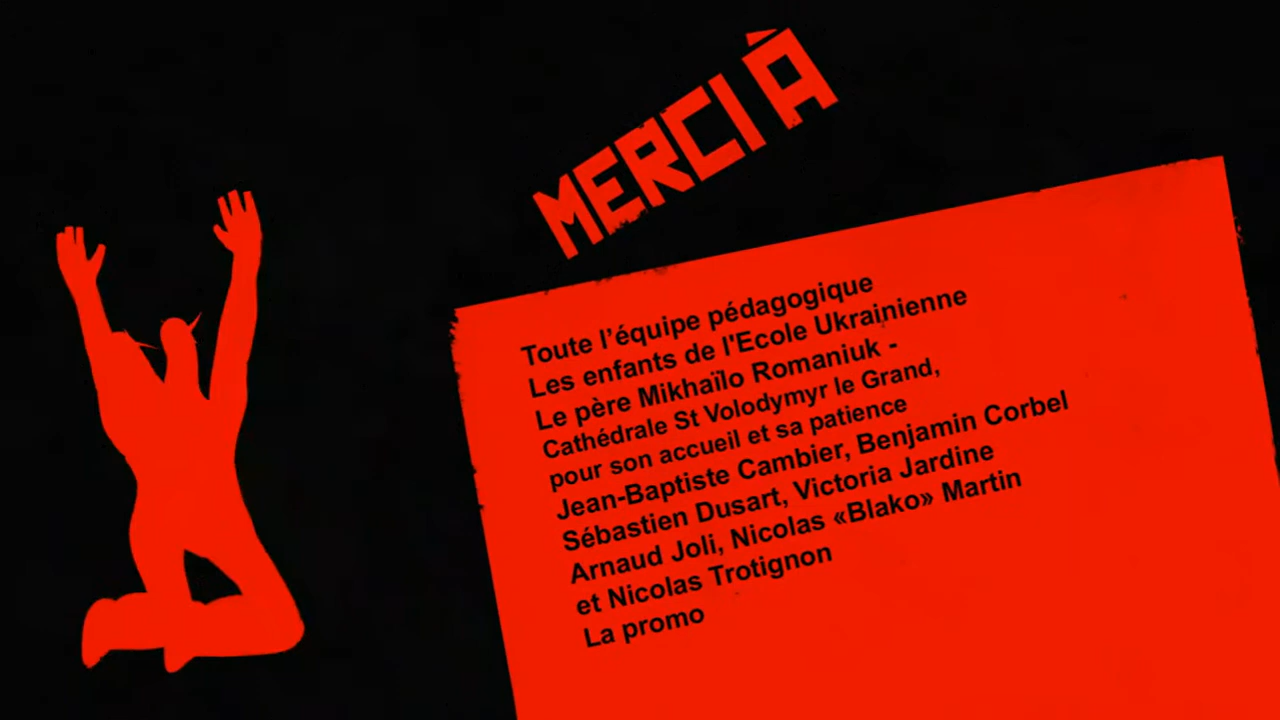 MERCI À
Toute l’équipe pédagogique
Les enfants de l'Ecole Ukrainienne
Le père Mikhaïlo Romaniuk -
Cathédrale St Volodymyr le Grand,
pour son accueil et sa patience
Jean-Baptiste Cambier, Benjamin Corbel
Sébastien Dusart, Victoria Jardine
Arnaud Joli, Nicolas «Blako» Martin
et Nicolas Trotignon
La promo